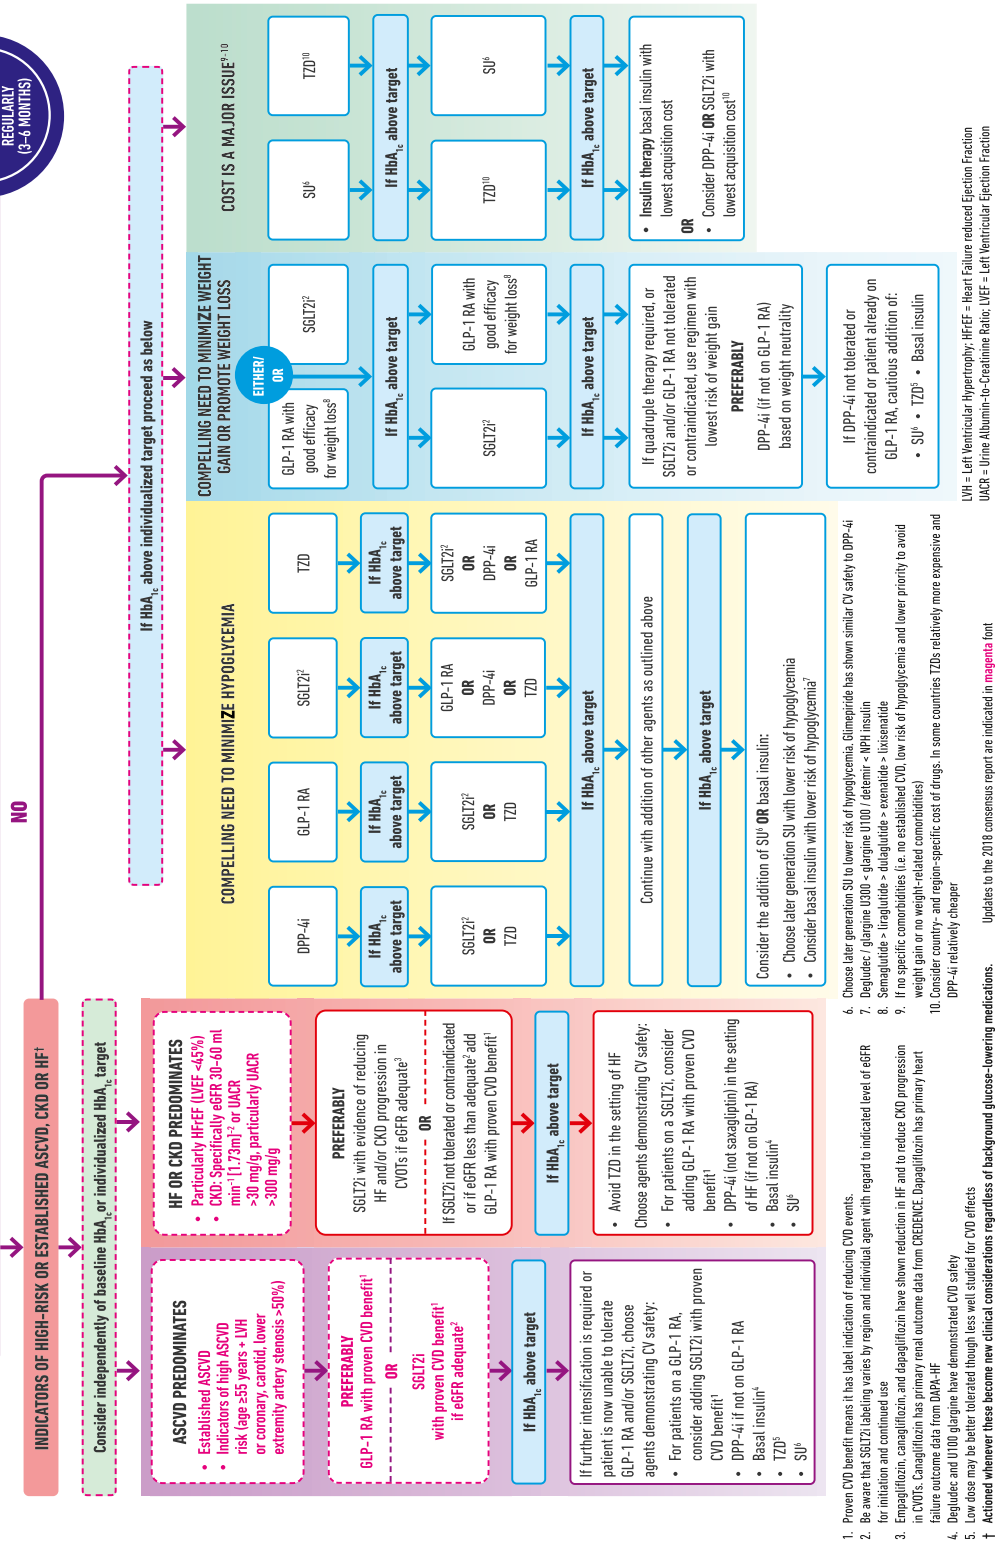 REGULARLY
(3–6 MONTHS)
NO
INDICATORS OF HIGH-RISK OR ESTABLISHED ASCVD, CKD OR HF†
Consider independently of baseline HbA1c or individualized HbA1c target
If HbA1c above individualized target proceed as below
ASCVD PREDOMINATES
• Established ASCVD
• Indicators of high ASCVD
risk (age ≥55 years + LVH
or coronary, carotid, lower
extremity artery stenosis >50%)
PREFERABLY
GLP-1 RA with proven CVD benefit1
OR
SGLT2i
with proven CVD benefit1
if eGFR adequate2
If HbA1c above target
If further intensification is required or
patient is now unable to tolerate
GLP-1 RA and/or SGLT2i, choose
agents demonstrating CV safety:
• For patients on a GLP-1 RA,
consider adding SGLT2i with proven
CVD benefit1
• DPP-4i if not on GLP-1 RA
• Basal insulin4
• TZD5
• SU6
HF OR CKD PREDOMINATES
• Particularly HFrEF (LVEF <45%)
• CKD: Specifically eGFR 30–60 ml
min-1 [1.73m]-2 or UACR
>30 mg/g, particularly UACR
>300 mg/g
PREFERABLY
SGLT2i with evidence of reducing
HF and/or CKD progression in
CVOTs if eGFR adequate3
OR
If SGLT2i not tolerated or contraindicated
or if eGFR less than adequate2 add
GLP-1 RA with proven CVD benefit1
If HbA1c above target
• Avoid TZD in the setting of HF
Choose agents demonstrating CV safety:
• For patients on a SGLT2i, consider
adding GLP-1 RA with proven CVD
benefit1
• DPP-4i (not saxagliptin) in the setting
of HF (if not on GLP-1 RA)
• Basal insulin4
• SU6
COMPELLING NEED TO MINIMIZE HYPOGLYCEMIA
DPP-4i
GLP-1 RA
SGLT2i2
TZD
If HbA1c
above target
If HbA1c
above target
If HbA1c
above target
If HbA1c
above target
SGLT2i2
OR
TZD
SGLT2i2
OR
TZD
GLP-1 RA
OR
DPP-4i
OR
TZD
SGLT2i2
OR
DPP-4i
OR
GLP-1 RA
If HbA1c above target
Continue with addition of other agents as outlined above
If HbA1c above target
Consider the addition of SU6 OR basal insulin:
• Choose later generation SU with lower risk of hypoglycemia
• Consider basal insulin with lower risk of hypoglycemia7
COMPELLING NEED TO MINIMIZE WEIGHT
GAIN OR PROMOTE WEIGHT LOSS
EITHER/
OR
GLP-1 RA with
good efficacy
for weight loss8
SGLT2i2
If HbA1c above target
SGLT2i2
GLP-1 RA with
good efficacy
for weight loss8
If HbA1c above target
If quadruple therapy required, or
SGLT2i and/or GLP-1 RA not tolerated
or contraindicated, use regimen with
lowest risk of weight gain
PREFERABLY
DPP-4i (if not on GLP-1 RA)
based on weight neutrality
If DPP-4i not tolerated or
contraindicated or patient already on
GLP-1 RA, cautious addition of:
• SU6 • TZD5 • Basal insulin
COST IS A MAJOR ISSUE9-10
SU6
TZD10
If HbA1c above target
TZD10
SU6
If HbA1c above target
• Insulin therapy basal insulin with
lowest acquisition cost
OR
• Consider DPP-4i OR SGLT2i with
lowest acquisition cost10
1. Proven CVD benefit means it has label indication of reducing CVD events.
2. Be aware that SGLT2i labeling varies by region and individual agent with regard to indicated level of eGFR
for initiation and continued use
3. Empagliflozin, canagliflozin, and dapagliflozin have shown reduction in HF and to reduce CKD progression
in CVOTs. Canagliflozin has primary renal outcome data from CREDENCE. Dapagliflozin has primary heart
failure outcome data from DAPA-HF
4. Degludec and U100 glargine have demonstrated CVD safety
5. Low dose may be better tolerated though less well studied for CVD effects
6. Choose later generation SU to lower risk of hypoglycemia. Glimepiride has shown similar CV safety to DPP-4i
7. Degludec / glargine U300 < glargine U100 / detemir < NPH insulin
8. Semaglutide > liraglutide > dulaglutide > exenatide > lixisenatide
9. If no specific comorbidities (i.e. no established CVD, low risk of hypoglycemia and lower priority to avoid
weight gain or no weight-related comorbidities)
10. Consider country- and region-specific cost of drugs. In some countries TZDs relatively more expensive and
DPP-4i relatively cheaper
LVH = Left Ventricular Hypertrophy; HFrEF = Heart Failure reduced Ejection Fraction
UACR = Urine Albumin-to-Creatinine Ratio; LVEF = Left Ventricular Ejection Fraction
† Actioned whenever these become new clinical considerations regardless of background glucose-lowering medications.
Updates to the 2018 consensus report are indicated in magenta font